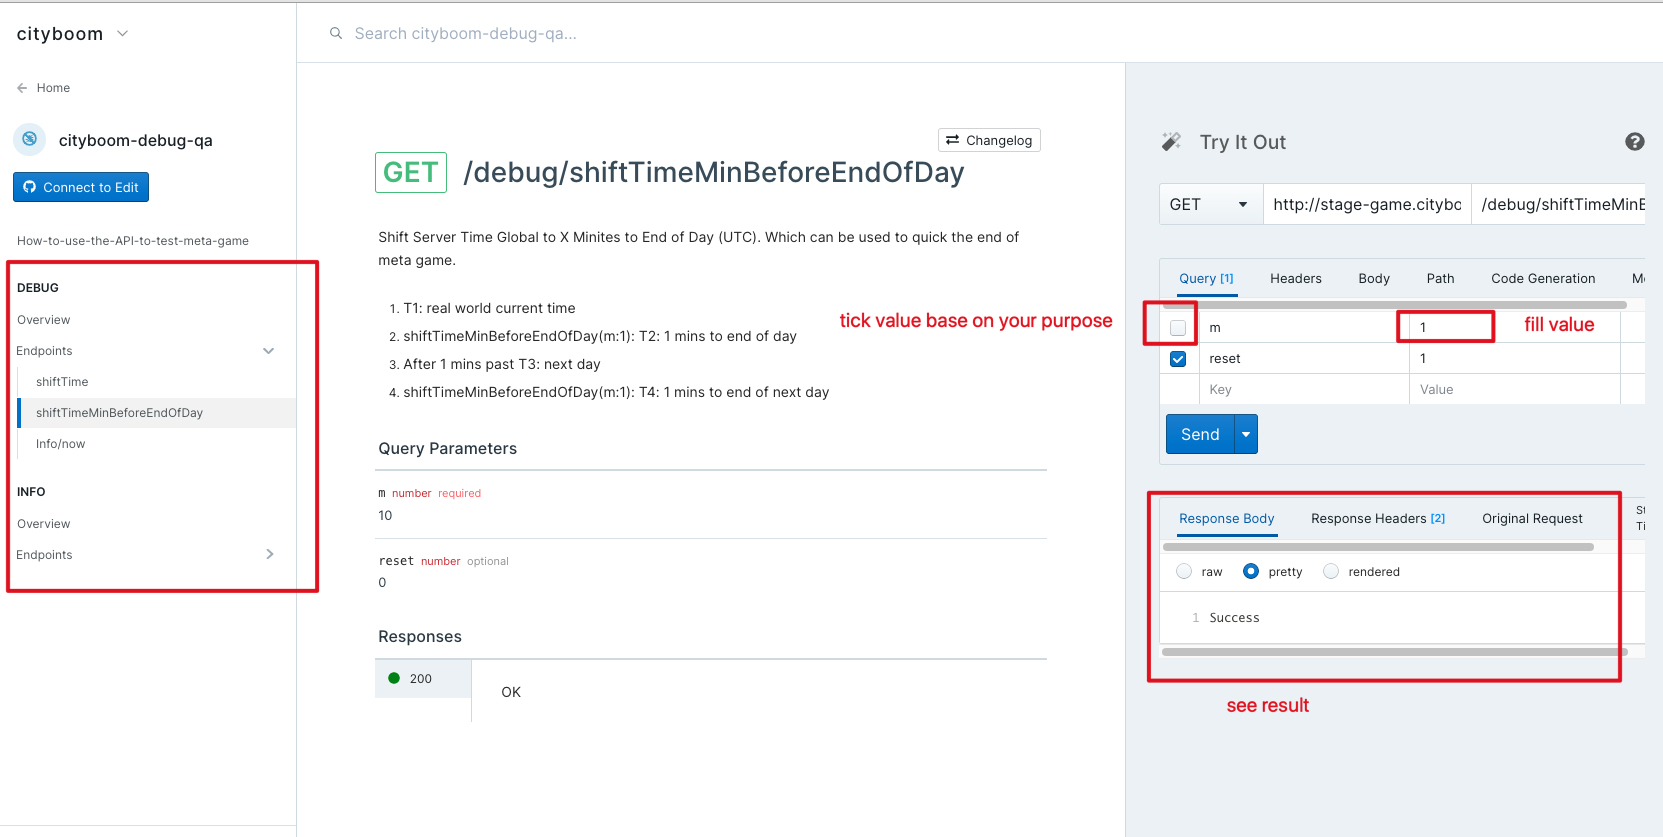 cityboom
Search cityboom-debug-qa...
Home
cityboom-debug-qa
Connect to Edit
How-to-use-the-API-to-test-meta-game
DEBUG
Overview
Endpoints
shiftTime
shiftTimeMinBeforeEndOfDay
Info/now
INFO
Overview
Endpoints
Changelog
GET /debug/shiftTimeMinBeforeEndOfDay
Shift Server Time Global to X Minites to End of Day (UTC). Which can be used to quick the end of
meta game.
1. T1: real world current time
2. shiftTimeMinBeforeEndOfDay(m:1): T2: 1 mins to end of day
3. After 1 mins past T3: next day
4. shiftTimeMinBeforeEndOfDay(m:1): T4: 1 mins to end of next day
tick value base on your purpose
Query Parameters
m number required
10
reset number optional
0
Responses
200
OK
Try It Out
GET http://stage-game.citybo /debug/shiftTimeMinE
Query [1] Headers Body Path Code Generation Mo
m 1
fill value
reset 1
Key Value
Send
Response Body Response Headers [2] Original Request
St
Ti
raw pretty rendered
1 Success
see result